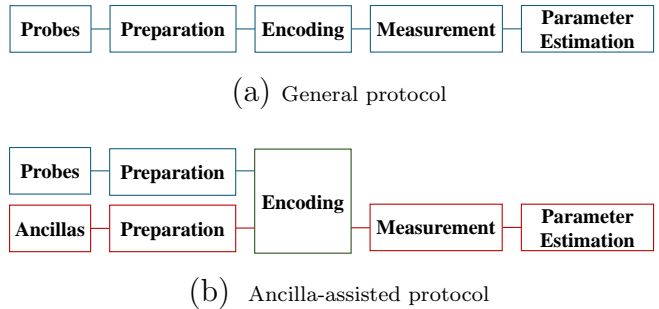 Probes Preparation Encoding Measurement Parameter
Estimation
(a) General protocol
Probes Preparation
Encoding
Ancillas Preparation Measurement Parameter
Estimation
(b) Ancilla-assisted protocol